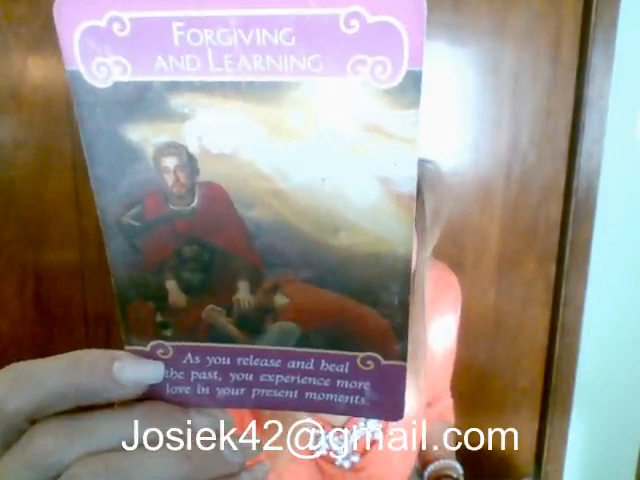 FORGIVING
AND LEARNING
As you release and heal
the past, you experience more
love in your present moments.
Josiek42@gmail.com